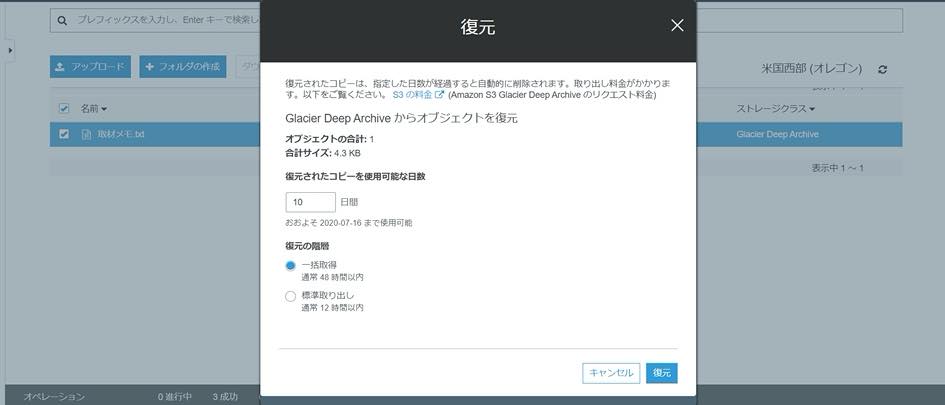 復元
プレフィックスを入力し、Enter キーで検索し
アップロード
フォルダの作成
米国西部 (オレゴン)
名前
ストレージクラス
取材メモ.txt
Glacier Deep Archive
表示中 1 ~ 1
復元されたコピーは、指定した日数が経過すると自動的に削除されます。取り出し料金がかかりま
す。以下をご覧ください。 S3 の料金 (Amazon S3 Glacier Deep Archive のリクエスト料金)
Glacier Deep Archive からオブジェクトを復元
オブジェクトの合計: 1
合計サイズ: 4.3 KB
復元されたコピーを使用可能な日数
10 日間
おおよそ 2020-07-16 まで使用可能
復元の階層
一括取得
通常 48 時間以内
標準取り出し
通常 12 時間以内
キャンセル
復元
オペレーション
0 進行中
3 成功